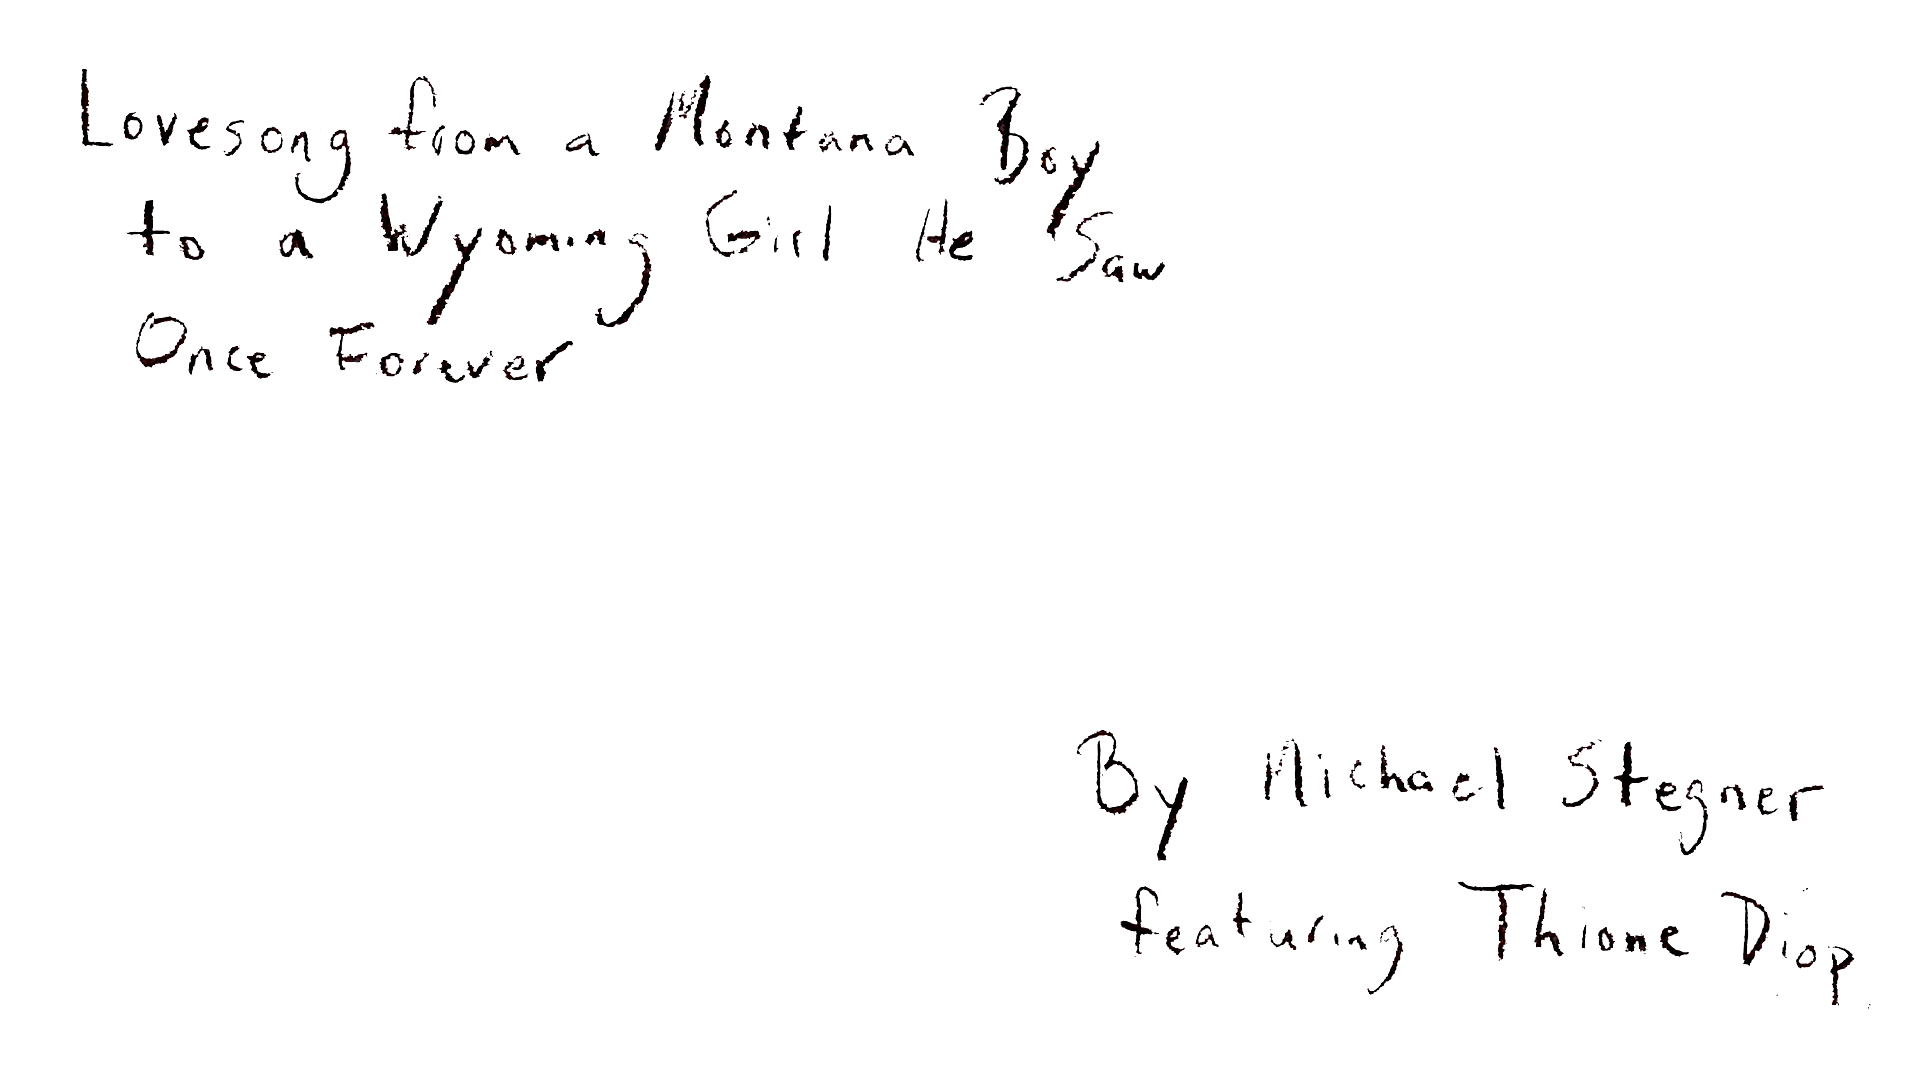 Lovesong from a Montana Boy
to a Wyoming Girl He Saw
Once Forever
By Michael Stegner
featuring Thione Diop